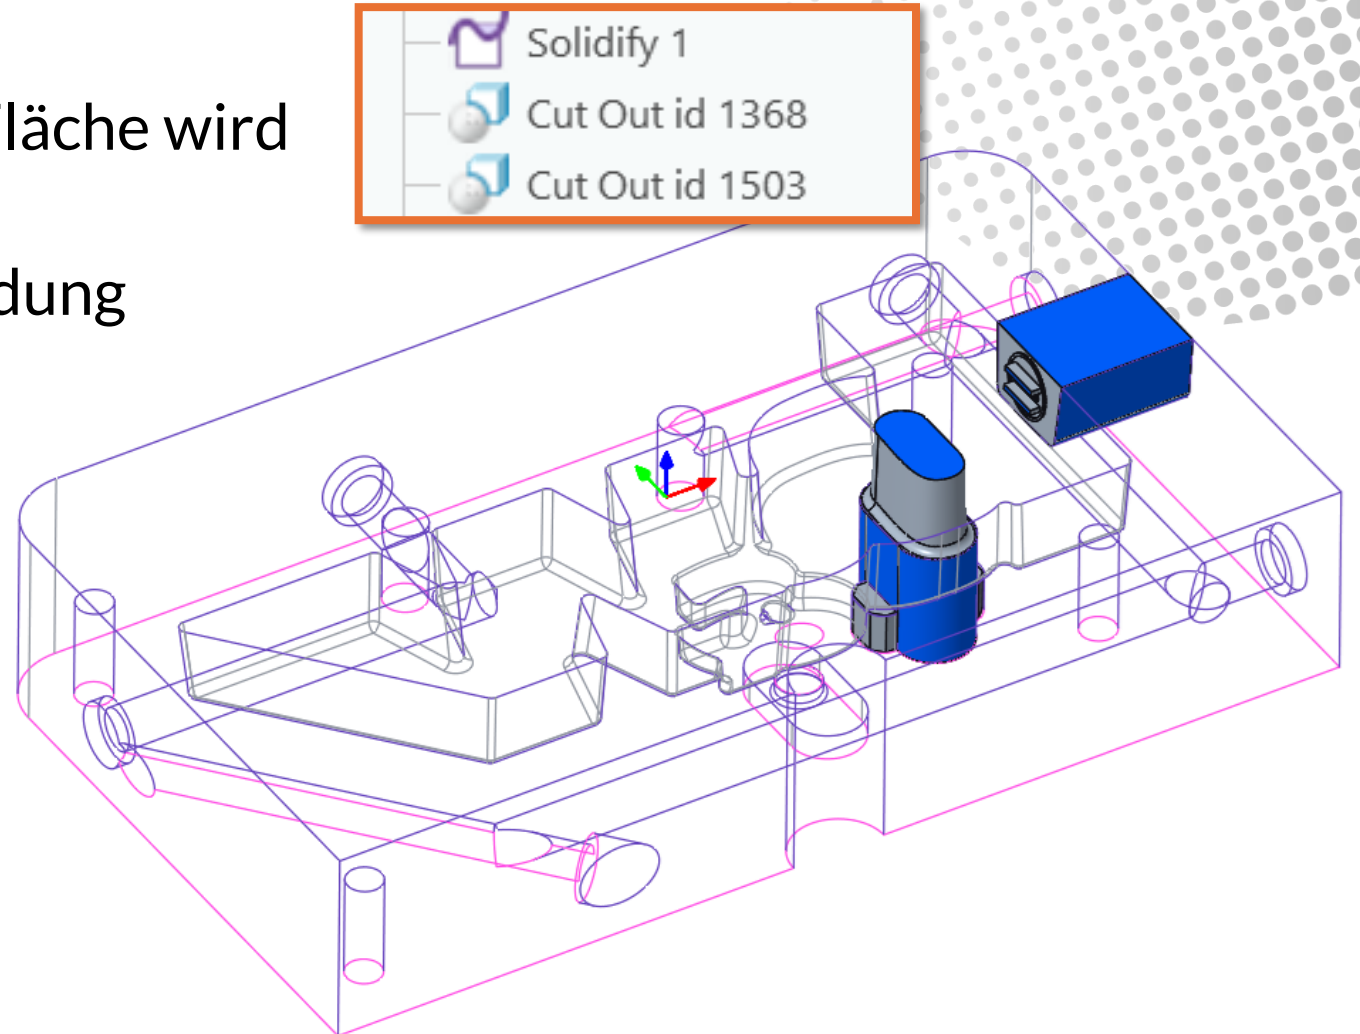 Solidify 1
Cut Out id 1368
Cut Out id 1503
läche wird
dung